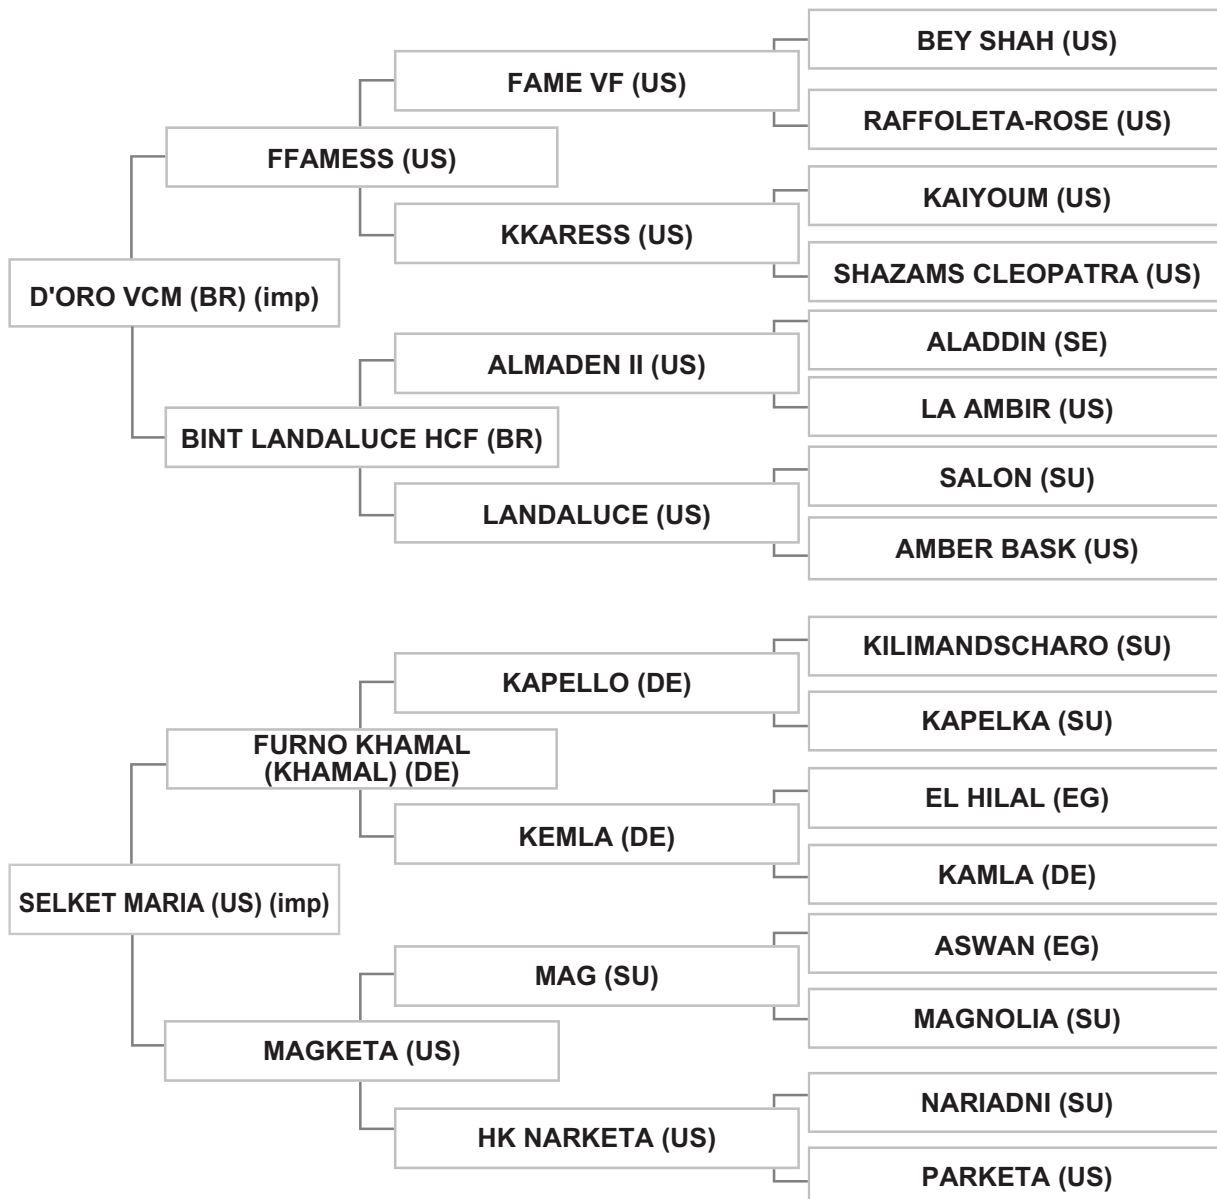 BEY SHAH (US)
FAME VF (US)
RAFFOLETA-ROSE (US)
FFAMESS (US)
KAIYOUM (US)
KKARESS (US)
SHAZAMS CLEOPATRA (US)
D'ORO VCM (BR) (imp)
ALADDIN (SE)
ALMADEN II (US)
LA AMBIR (US)
BINT LANDALUCE HCF (BR)
SALON (SU)
LANDALUCE (US)
AMBER BASK (US)
KILIMANDSCHARO (SU)
KAPELLO (DE)
KAPELKA (SU)
FURNO KHAMAL
(KHAMAL) (DE)
EL HILAL (EG)
KEMLA (DE)
KAMLA (DE)
SELKET MARIA (US) (imp)
ASWAN (EG)
MAG (SU)
MAGNOLIA (SU)
MAGKETA (US)
NARIADNI (SU)
HK NARKETA (US)
PARKETA (US)